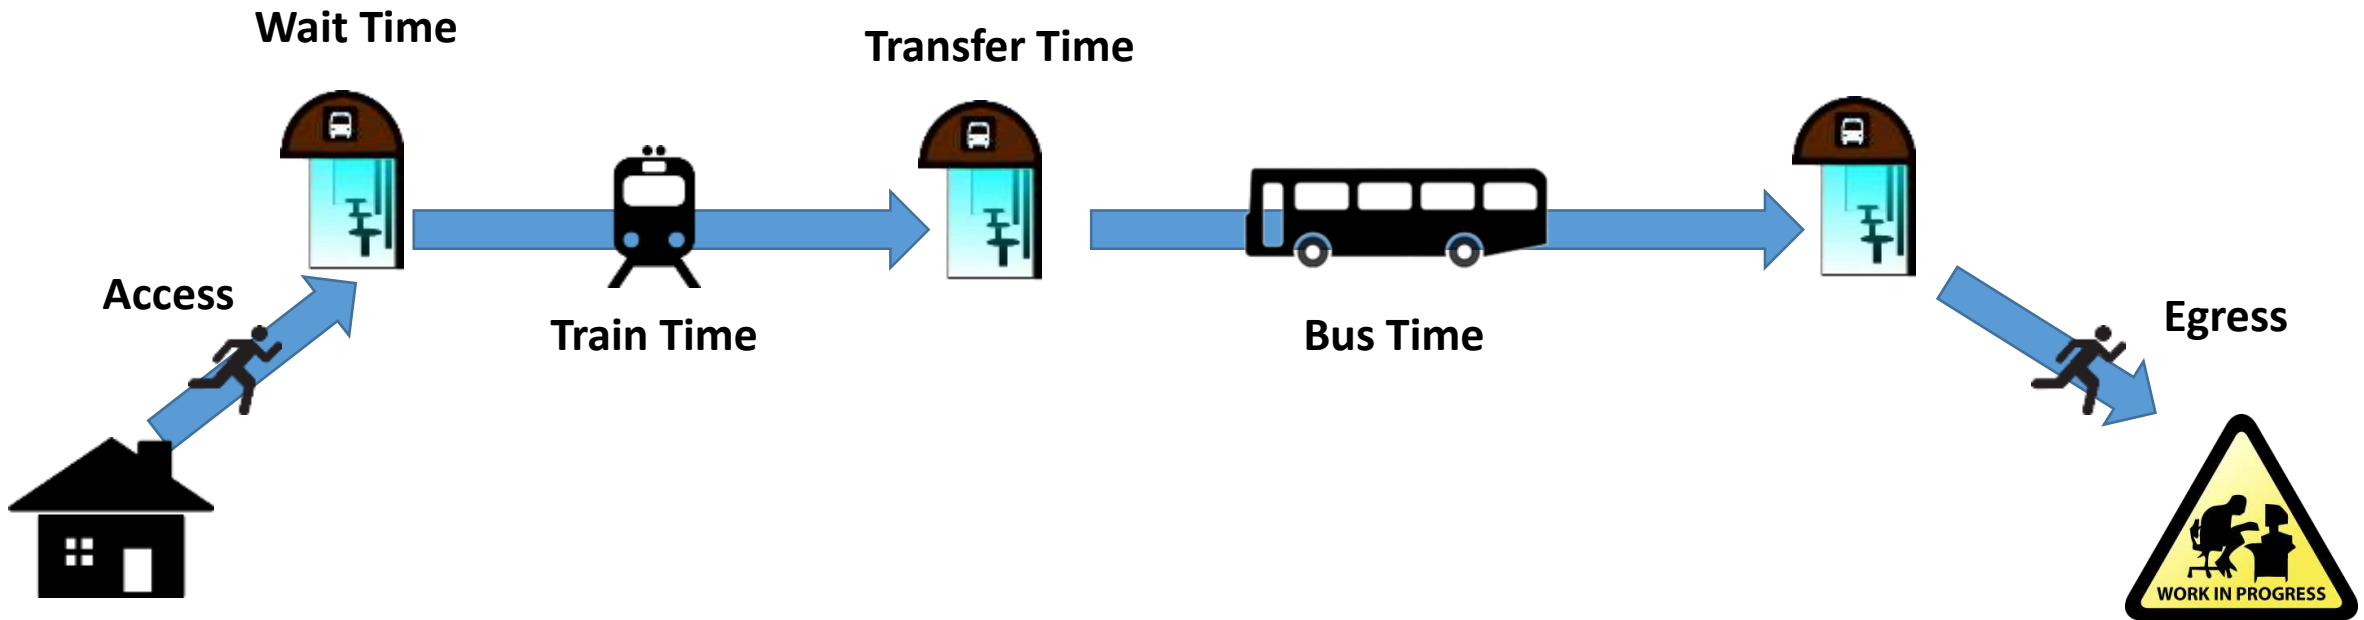 Wait Time
Transfer Time
Access
Train Time
Bus Time
Egress
WORK IN PROGRESS